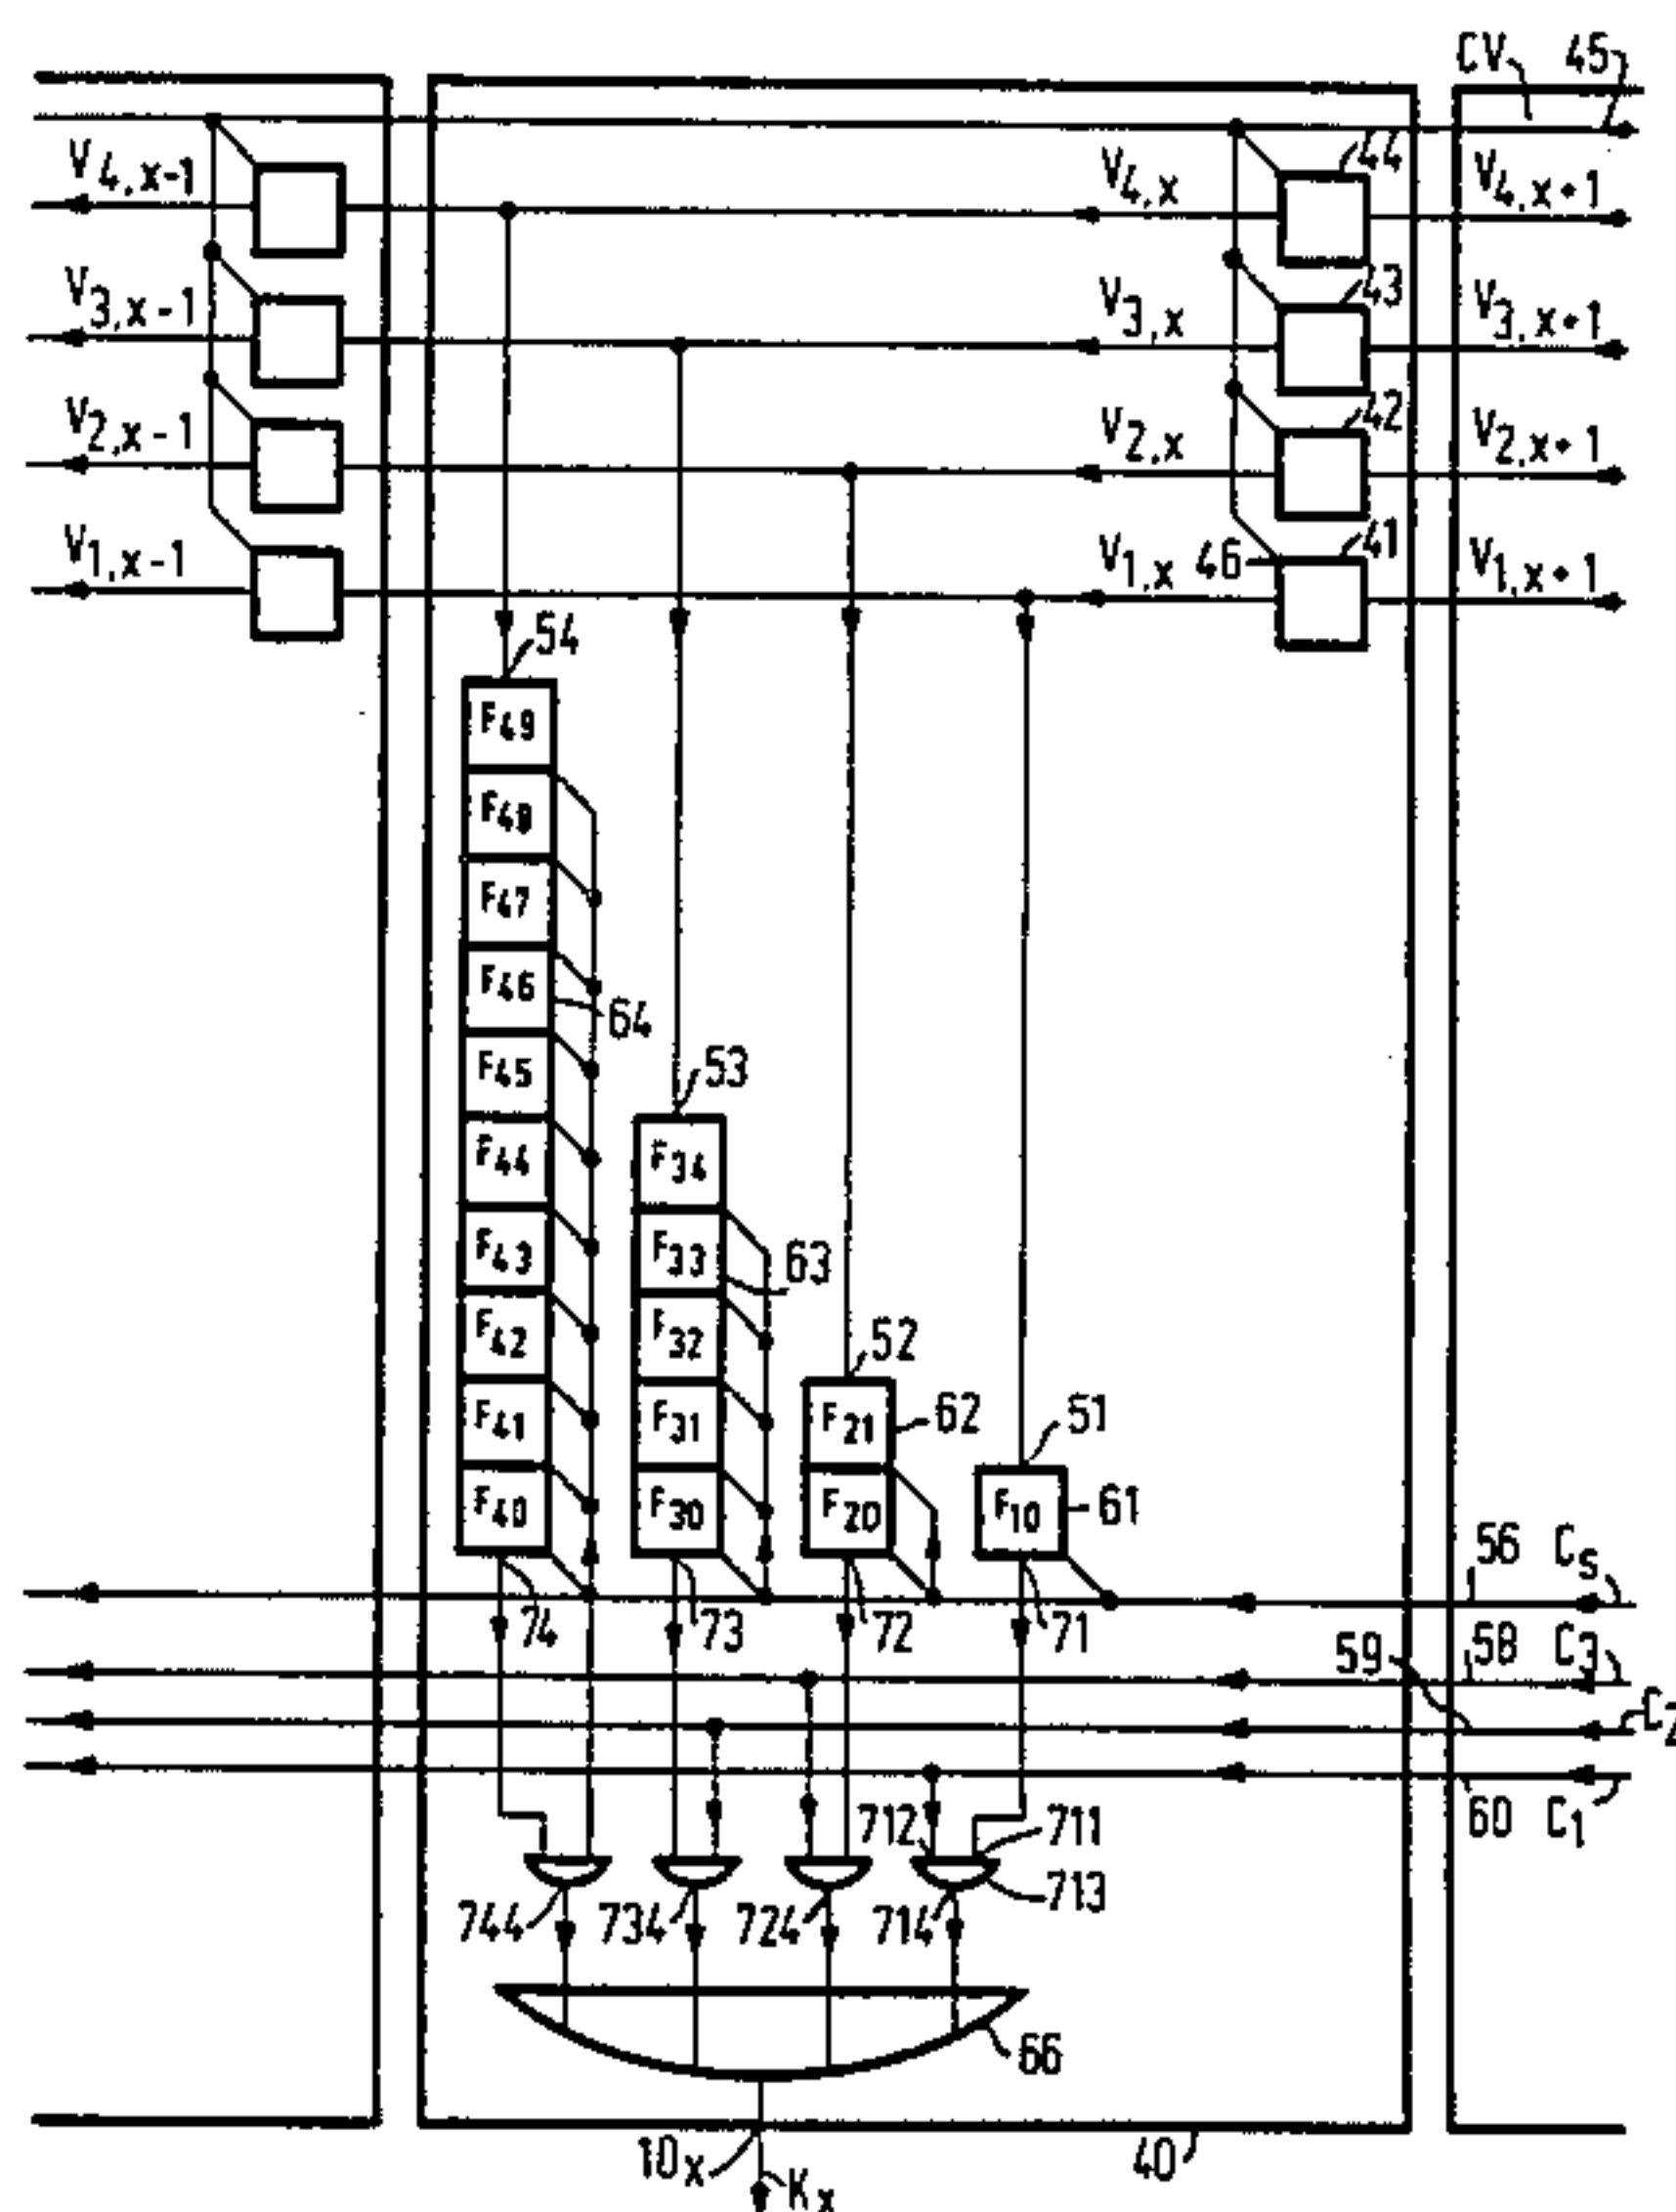 CV 45
V4,x-1 V4,x 44 V4,x+1
V3,x-1 V3,x 43 V3,x+1
V2,x-1 V2,x 42 V2,x+1
V1,x-1 V1,x 46 41 V1,x+1
54
F49
F48
F47
F46 64
F45 53
F44 F34
F43 F33 63
F42 F32 52
F41 F31 F21 62 51
F40 F30 F20 F10 61
56 Cs
74 73 72 71 59 58 C3
C2
712 711 60 C1
713
744 734 724 714
66
10x 40
Kx